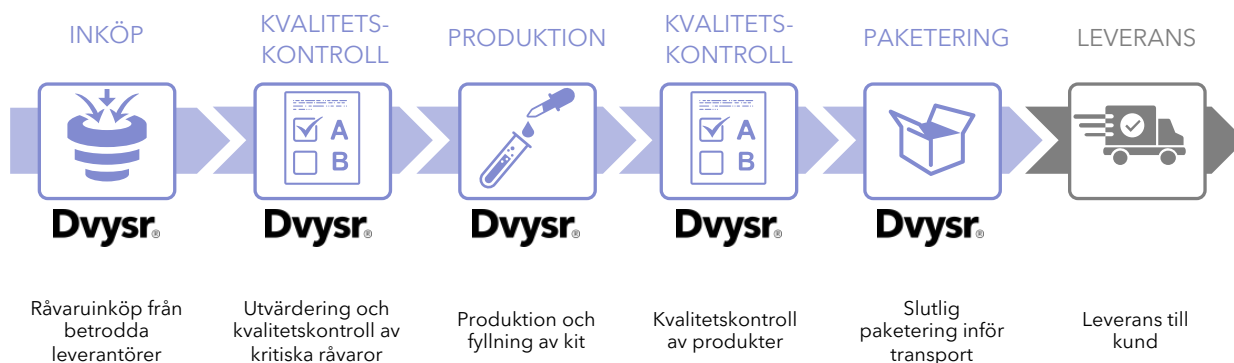 INKÖP
KVALITETS-
KONTROLL
PRODUKTION
KVALITETS-
KONTROLL
PAKETERING
LEVERANS
A
B
A
B
Dvysr®
Dvysr®
Dvysr®
Dvysr®
Dvysr®
Råvaruinköp från
betrodda
leverantörer
Utvärdering och
kvalitetskontroll av
kritiska råvaror
Produktion och
fyllning av kit
Kvalitetskontroll
av produkter
Slutlig
paketering inför
transport
Leverans till
kund